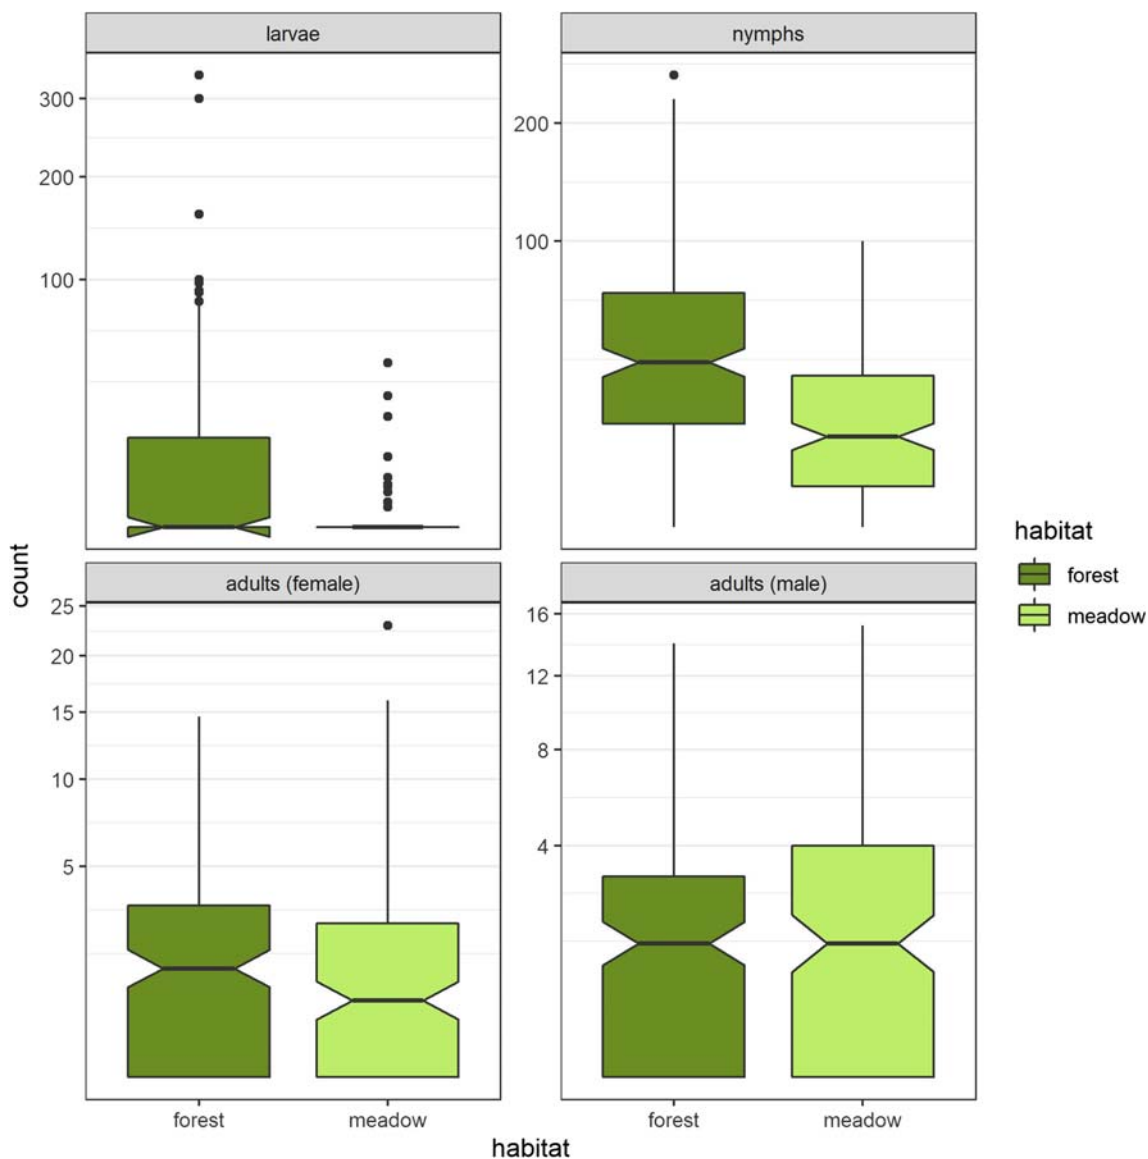 larvae
nymphs
300
200
100
200
100
adults (female)
adults (male)
25
20
15
10
5
16
12
8
4
count
forest
meadow
forest
meadow
habitat
habitat
forest
meadow